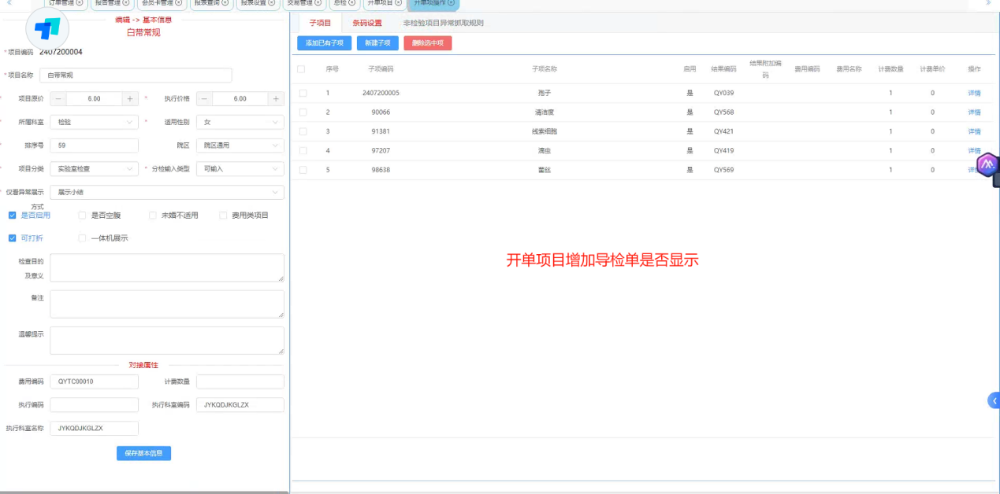 订单管理 报告管理 会员卡管理 报表查询 报表设置 交易管理 总检 开单项目 开单项操作
编辑 -> 基本信息
白带常规
*项目编码 2407200004
*项目名称 白带常规
* 项目原价 − 6.00 + * 执行价格 − 6.00 +
* 所属科室 检验 * 适用性别 女
* 排序号 59 院区 院区通用
* 项目分类 实验室检查 * 分检输入类型 可输入
* 仅看异常展示 展示小结
方式
是否启用 是否空腹 未婚不适用 费用类项目
可打折 一体机展示
检查目的
及意义
备注
温馨提示
对接属性
费用编码 QYTC00010 计费数量
执行编码 执行科室编码 JYKQDJKGLZX
执行科室名称 JYKQDJKGLZX
保存基本信息
子项目 条码设置 非检验项目异常抓取规则
添加已有子项 新建子项 删除选中项
序号 子项编码 子项名称 启用 结果编码 结果附加编 费用编码 费用名称 计费数量 计费单价 操作
码
1 2407200005 孢子 是 QY039 1 0 详情
2 90066 清洁度 是 QY568 1 0 详情
3 91381 线索细胞 是 QY421 1 0 详情
4 97207 滴虫 是 QY419 1 0 详情
5 98638 菌丝 是 QY569 1 0 详情
开单项目增加导检单是否显示